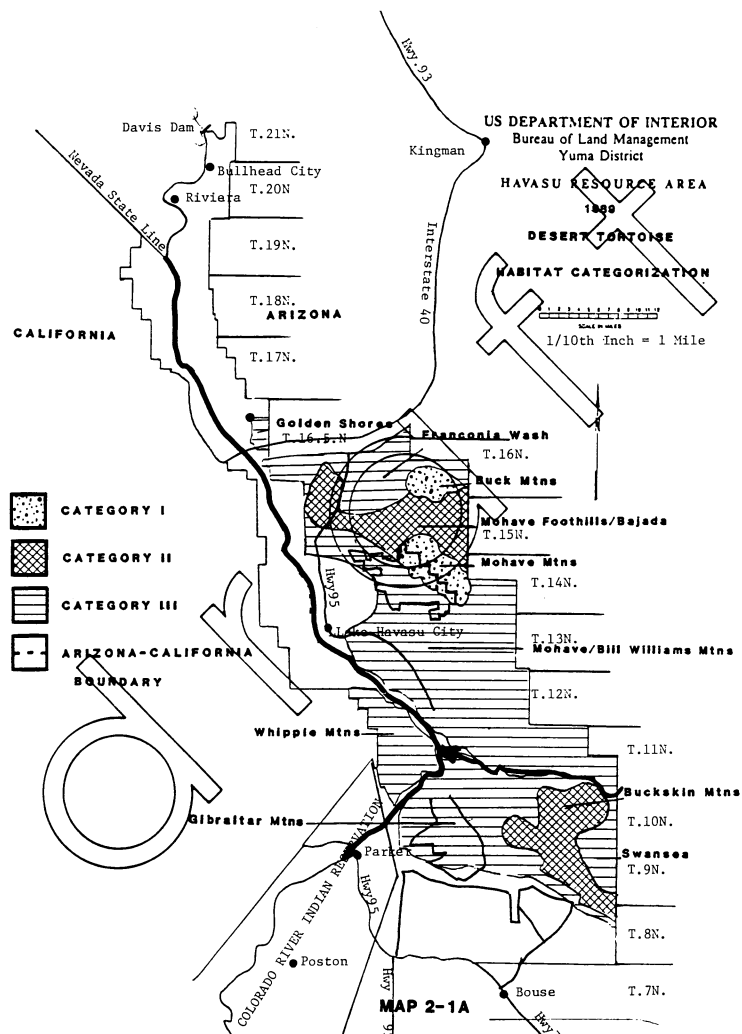 Hwy.93
US DEPARTMENT OF INTERIOR
Bureau of Land Management
Yuma District
HAVASU RESOURCE AREA
1989
DESERT TORTOISE
HABITAT CATEGORIZATION
SCALE IN MILES
1/10th Inch = 1 Mile
Davis Dam
T.21N.
Kingman
Bullhead City
T.20N
Riviera
Nevada State Line
T.19N.
Interstate 40
T.18N.
ARIZONA
CALIFORNIA
T.17N.
Golden Shores
T.16.5.N
Franconia Wash
T.16N.
Buck Mtns
Mohave Foothills/Bajada
T.15N.
Mohave Mtns
T.14N.
Hwy95
Lake Havasu City
T.13N.
Mohave/Bill Williams Mtns
T.12N.
CATEGORY I
CATEGORY II
CATEGORY III
ARIZONA-CALIFORNIA
BOUNDARY
Whipple Mtns
T.11N.
Buckskin Mtns
Gibraltar Mtns
T.10N.
Swansea
Parker
T.9N.
Hwy95
COLORADO RIVER INDIAN RESERVATION
T.8N.
Poston
T.7N.
Bouse
Hwy
MAP 2-1A